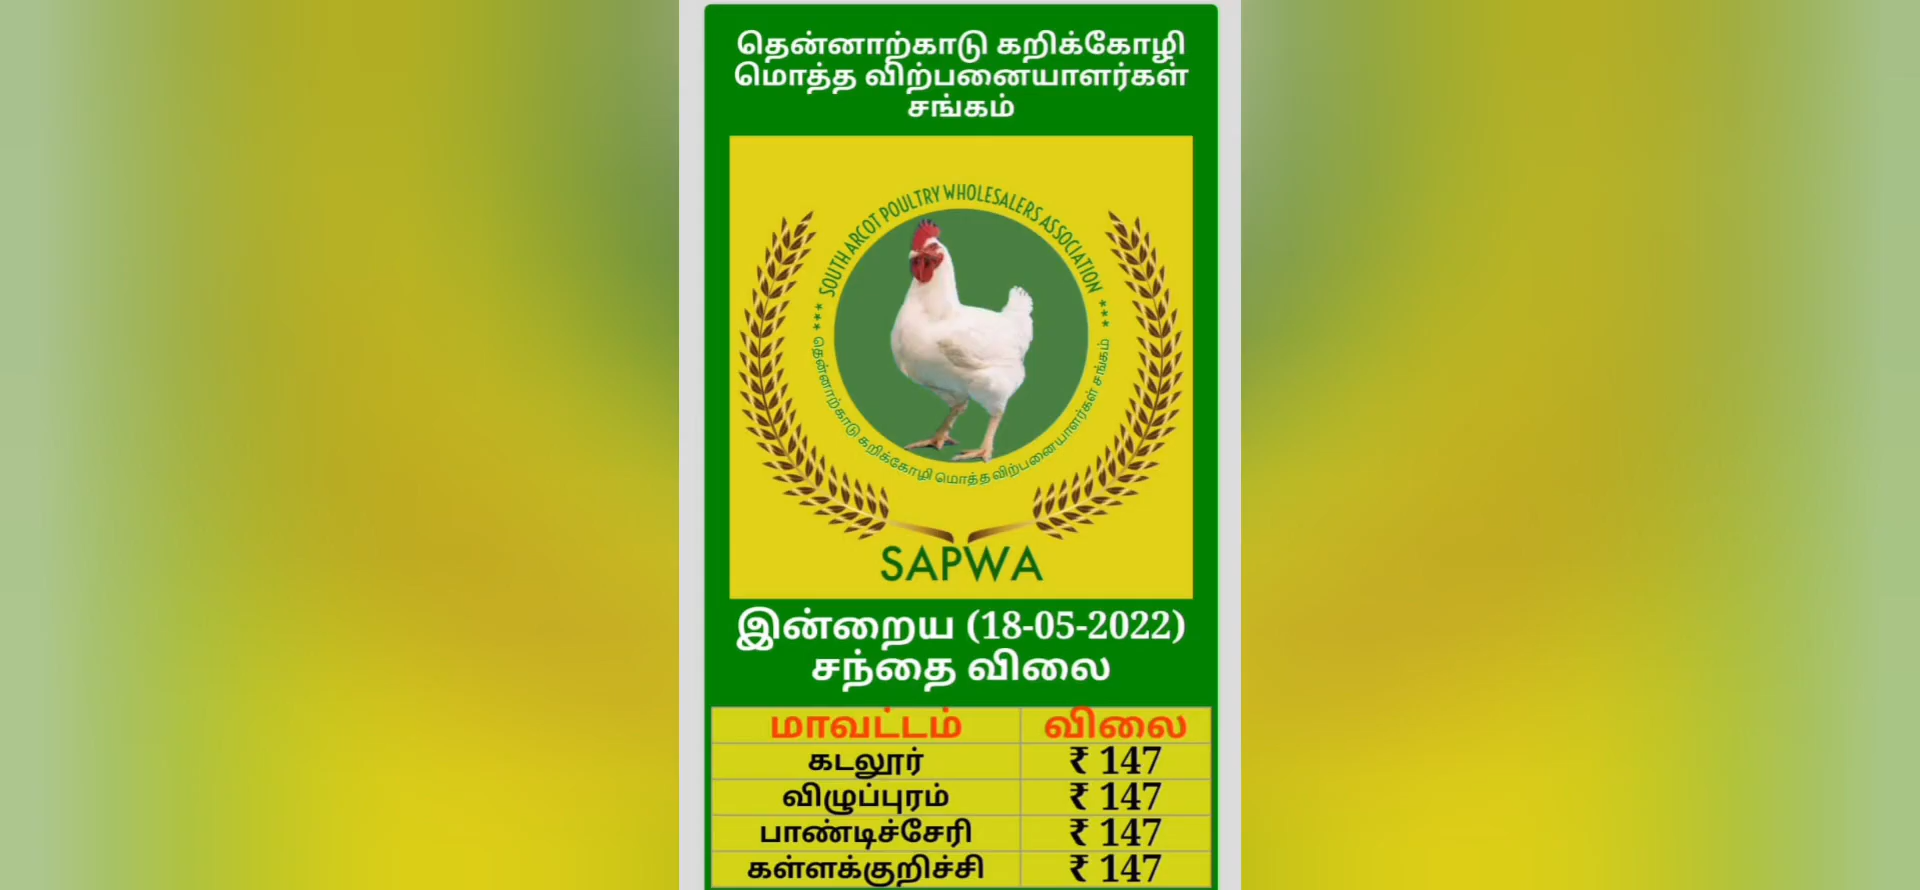 தென்னாற்காடு கறிக்கோழி
மொத்த விற்பனையாளர்கள்
சங்கம்
*** SOUTH ARCOT POULTRY WHOLESALERS ASSOCIATION ***
தென்னாற்காடு கறிக்கோழி மொத்த விற்பனையாளர்கள் சங்கம்
SAPWA
இன்றைய (18-05-2022)
சந்தை விலை
மாவட்டம் விலை
கடலூர் ₹ 147
விழுப்புரம் ₹ 147
பாண்டிச்சேரி ₹ 147
கள்ளக்குறிச்சி ₹ 147